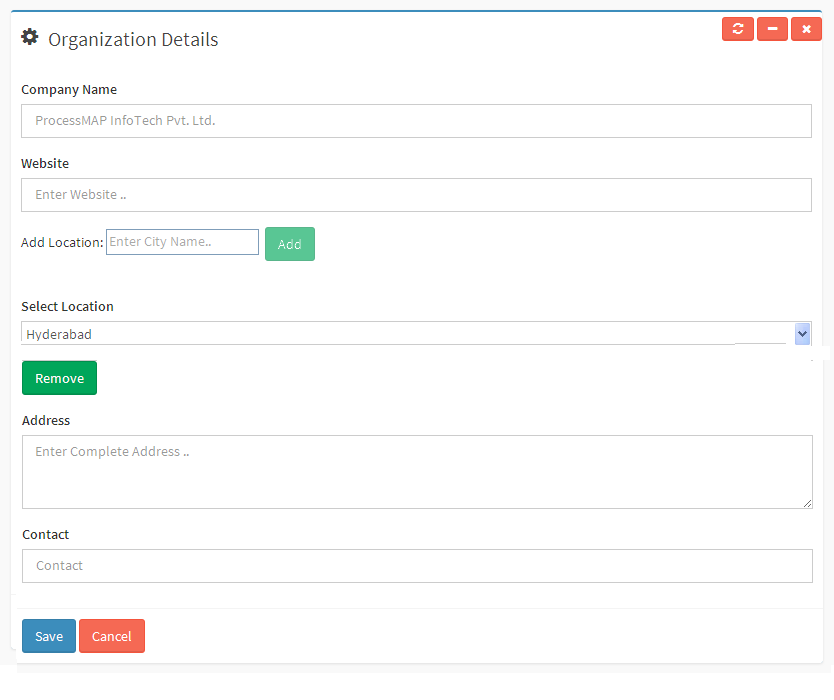 Organization Details
Company Name
ProcessMAP InfoTech Pvt. Ltd.
Website
Enter Website ..
Add Location: Enter City Name.. Add
Select Location
Hyderabad
Remove
Address
Enter Complete Address ..
Contact
Contact
Save Cancel